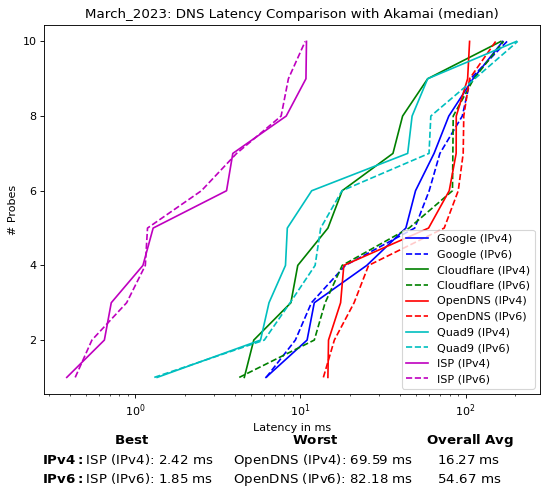 March_2023: DNS Latency Comparison with Akamai (median)
10
8
6
4
2
# Probes
Google (IPv4)
Google (IPv6)
Cloudflare (IPv4)
Cloudflare (IPv6)
OpenDNS (IPv4)
OpenDNS (IPv6)
Quad9 (IPv4)
Quad9 (IPv6)
ISP (IPv4)
ISP (IPv6)
10⁰ 10¹ 10²
Latency in ms
Best Worst Overall Avg
IPv4: ISP (IPv4): 2.42 ms OpenDNS (IPv4): 69.59 ms 16.27 ms
IPv6: ISP (IPv6): 1.85 ms OpenDNS (IPv6): 82.18 ms 54.67 ms